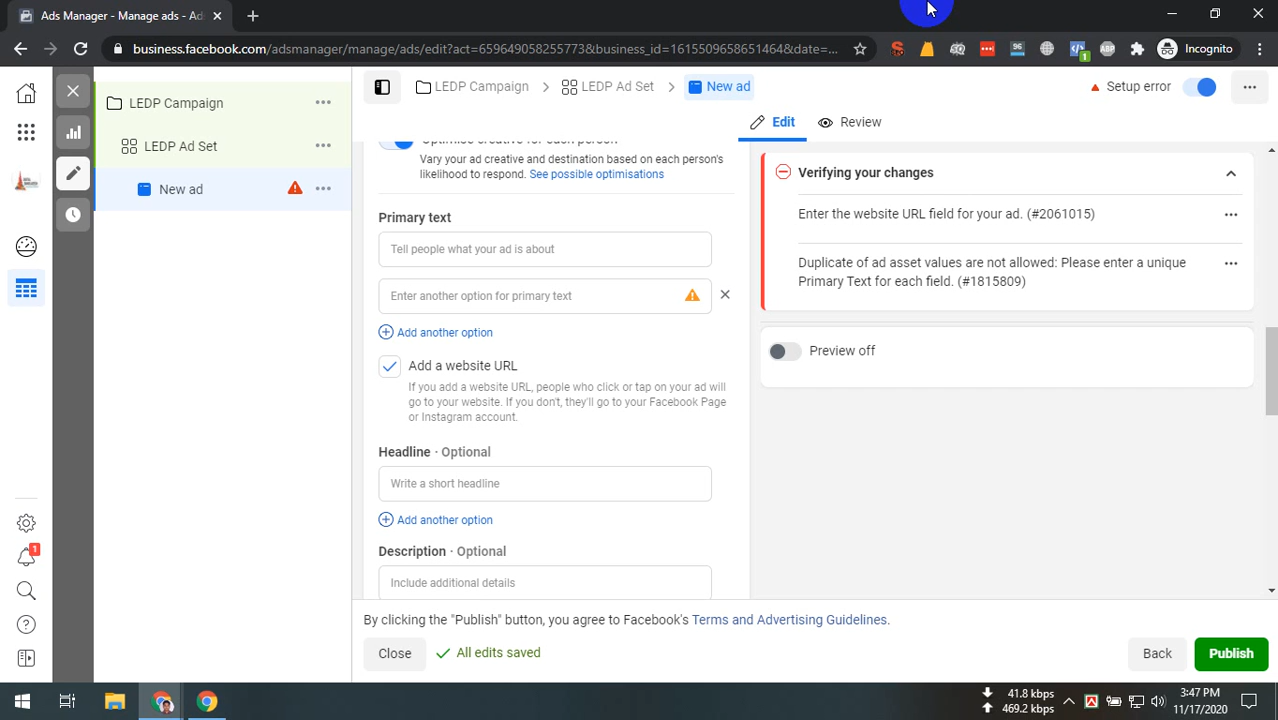 Ads Manager - Manage ads - Ad
business.facebook.com/adsmanager/manage/ads/edit?act=659649058255773&business_id=1615509658651464&date=...
96
1
ABP
Incognito
LEDP Campaign
LEDP Ad Set
New ad
LEDP Campaign
LEDP Ad Set
New ad
Setup error
Edit
Review
Optimise creative for each person
Vary your ad creative and destination based on each person's
likelihood to respond. See possible optimisations
Primary text
Tell people what your ad is about
Enter another option for primary text
Add another option
Add a website URL
If you add a website URL, people who click or tap on your ad will
go to your website. If you don't, they'll go to your Facebook Page
or Instagram account.
Headline · Optional
Write a short headline
Add another option
Description · Optional
Include additional details
Verifying your changes
Enter the website URL field for your ad. (#2061015)
Duplicate of ad asset values are not allowed: Please enter a unique
Primary Text for each field. (#1815809)
Preview off
1
By clicking the "Publish" button, you agree to Facebook's Terms and Advertising Guidelines.
Close
All edits saved
Back
Publish
41.8 kbps
469.2 kbps
3:47 PM
11/17/2020